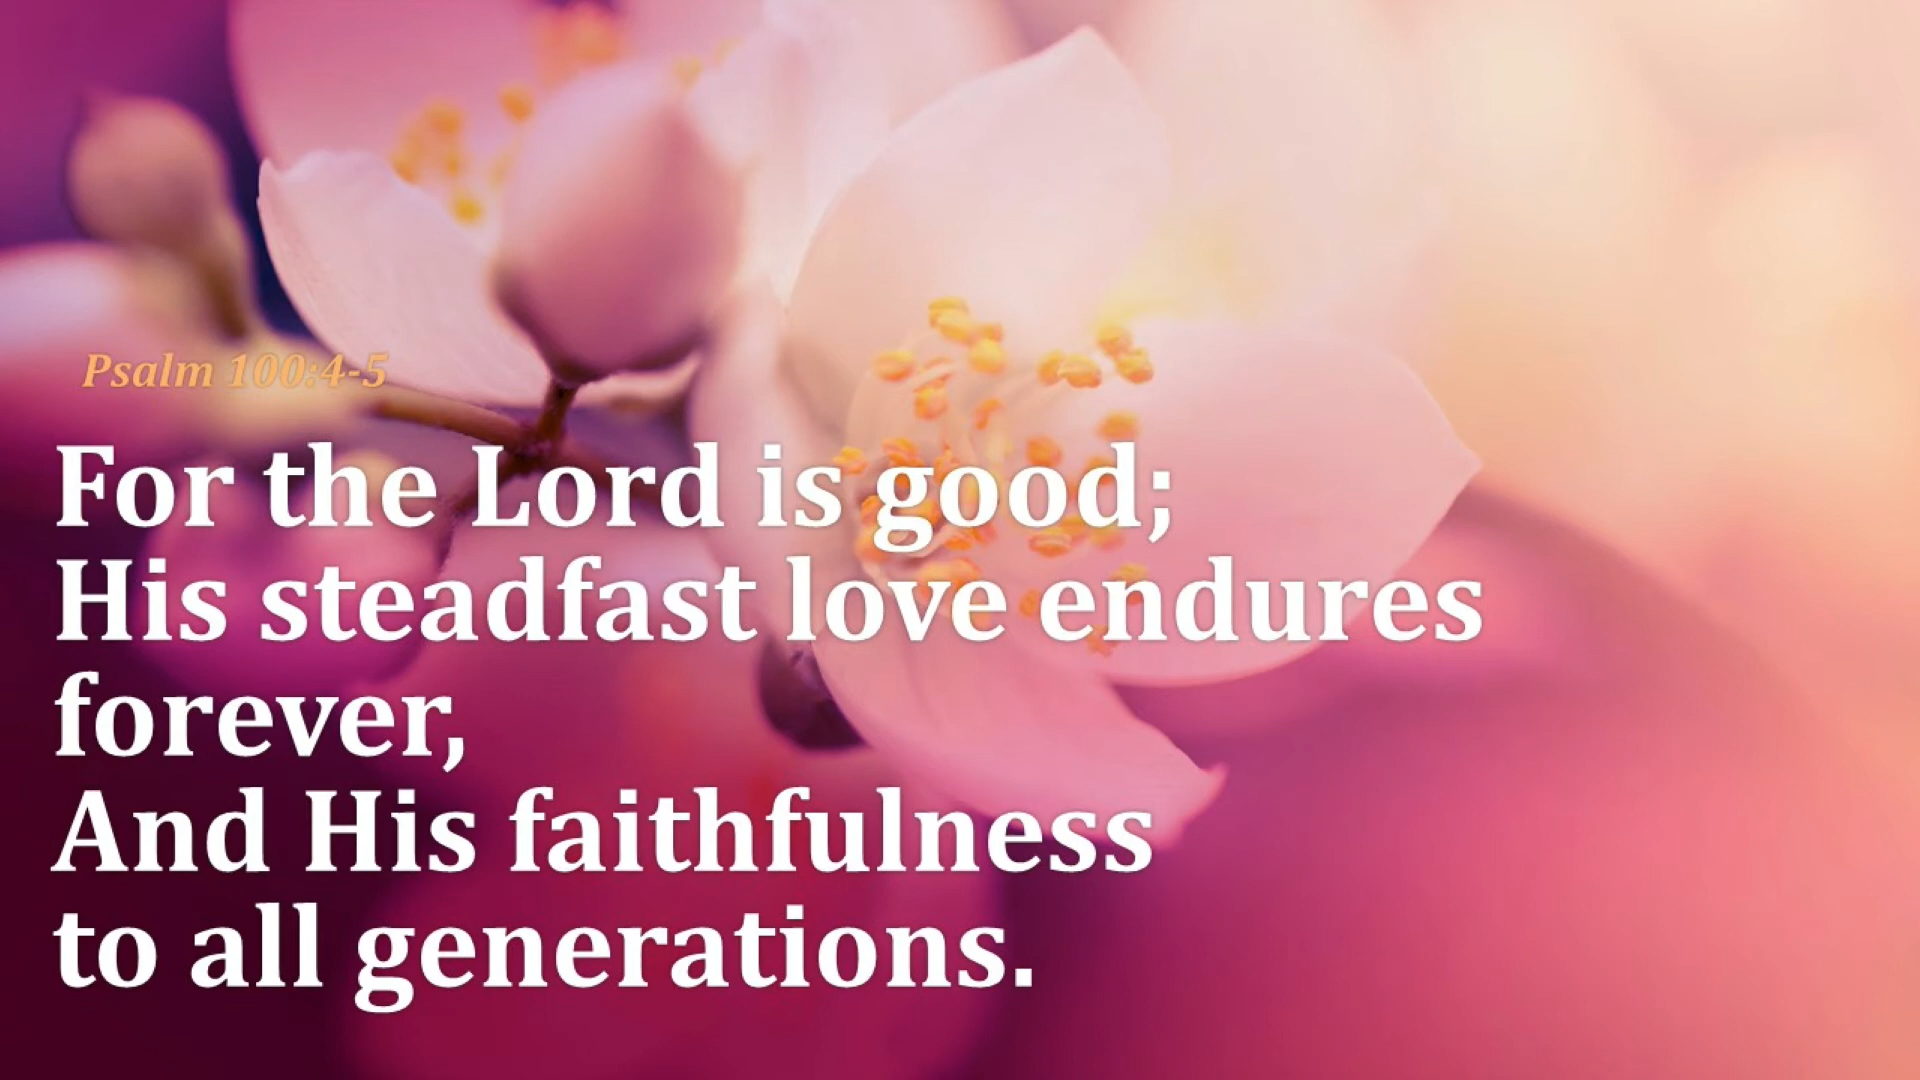 Psalm 100:4-5
For the Lord is good;
His steadfast love endures
forever,
And His faithfulness
to all generations.